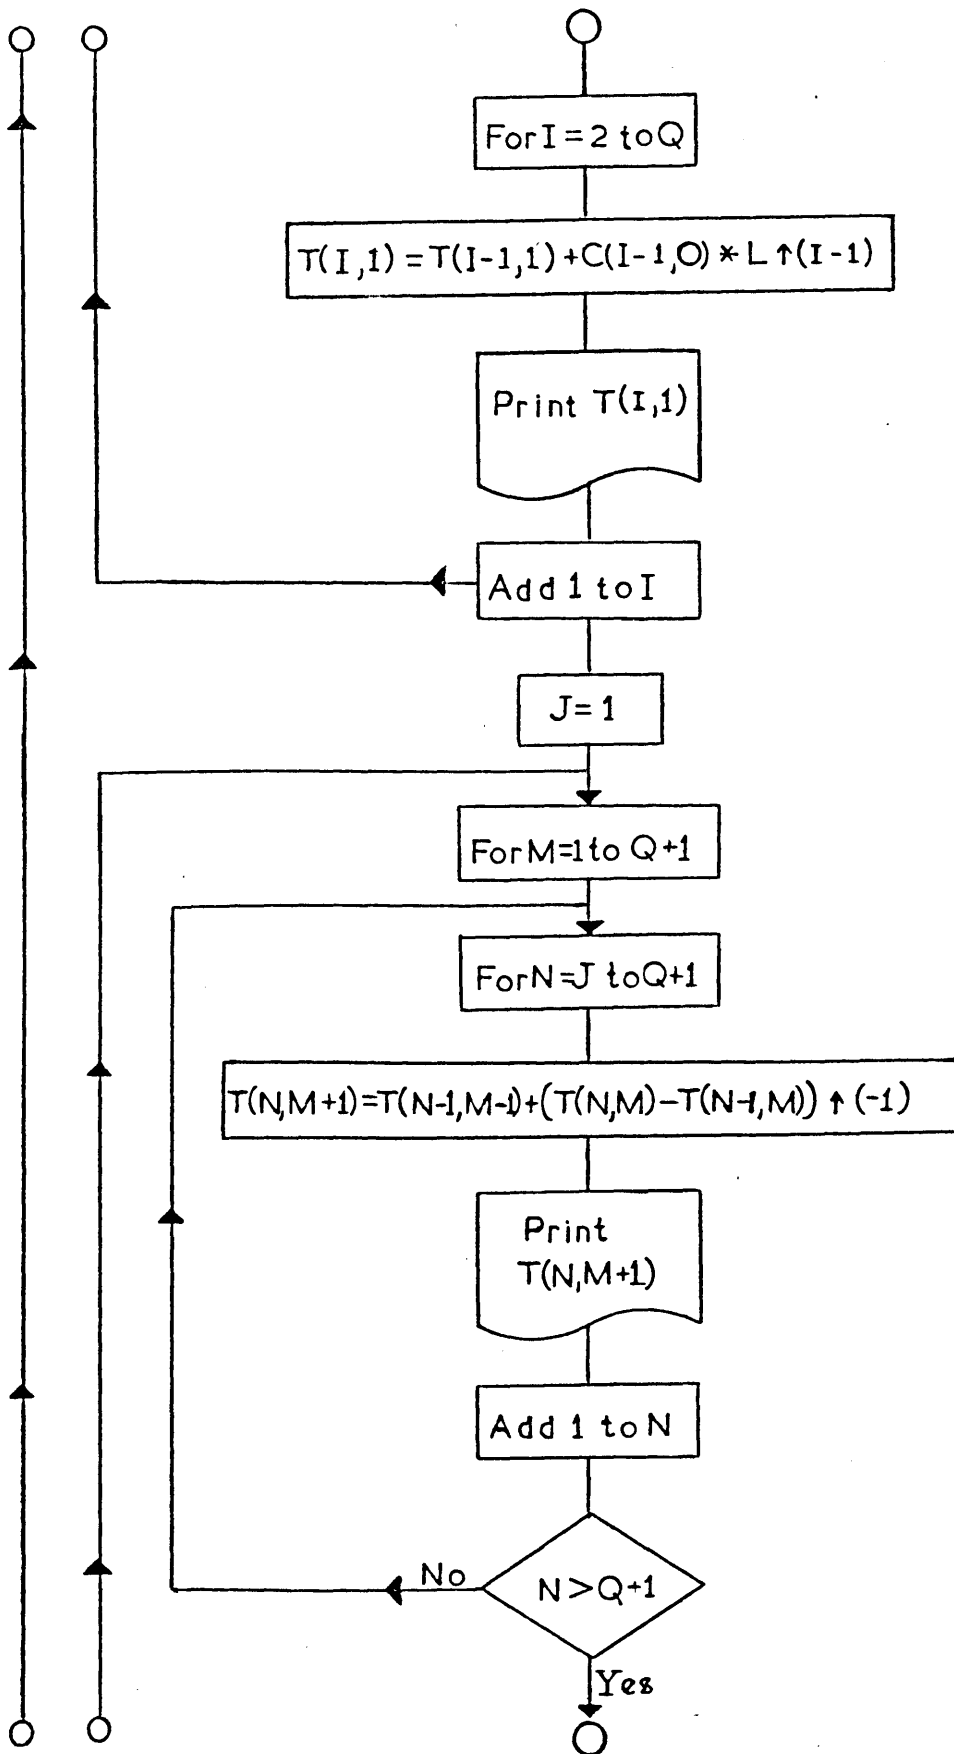 For I = 2 to Q
T(I,1) = T(I-1,1) + C(I-1,0) * L ↑ (I-1)
Print T(I,1)
Add 1 to I
J = 1
For M = 1 to Q + 1
For N = J to Q + 1
T(N,M+1) = T(N-1,M-1) + (T(N,M) - T(N-1,M)) ↑ (-1)
Print
T(N,M+1)
Add 1 to N
No
N > Q + 1
Yes